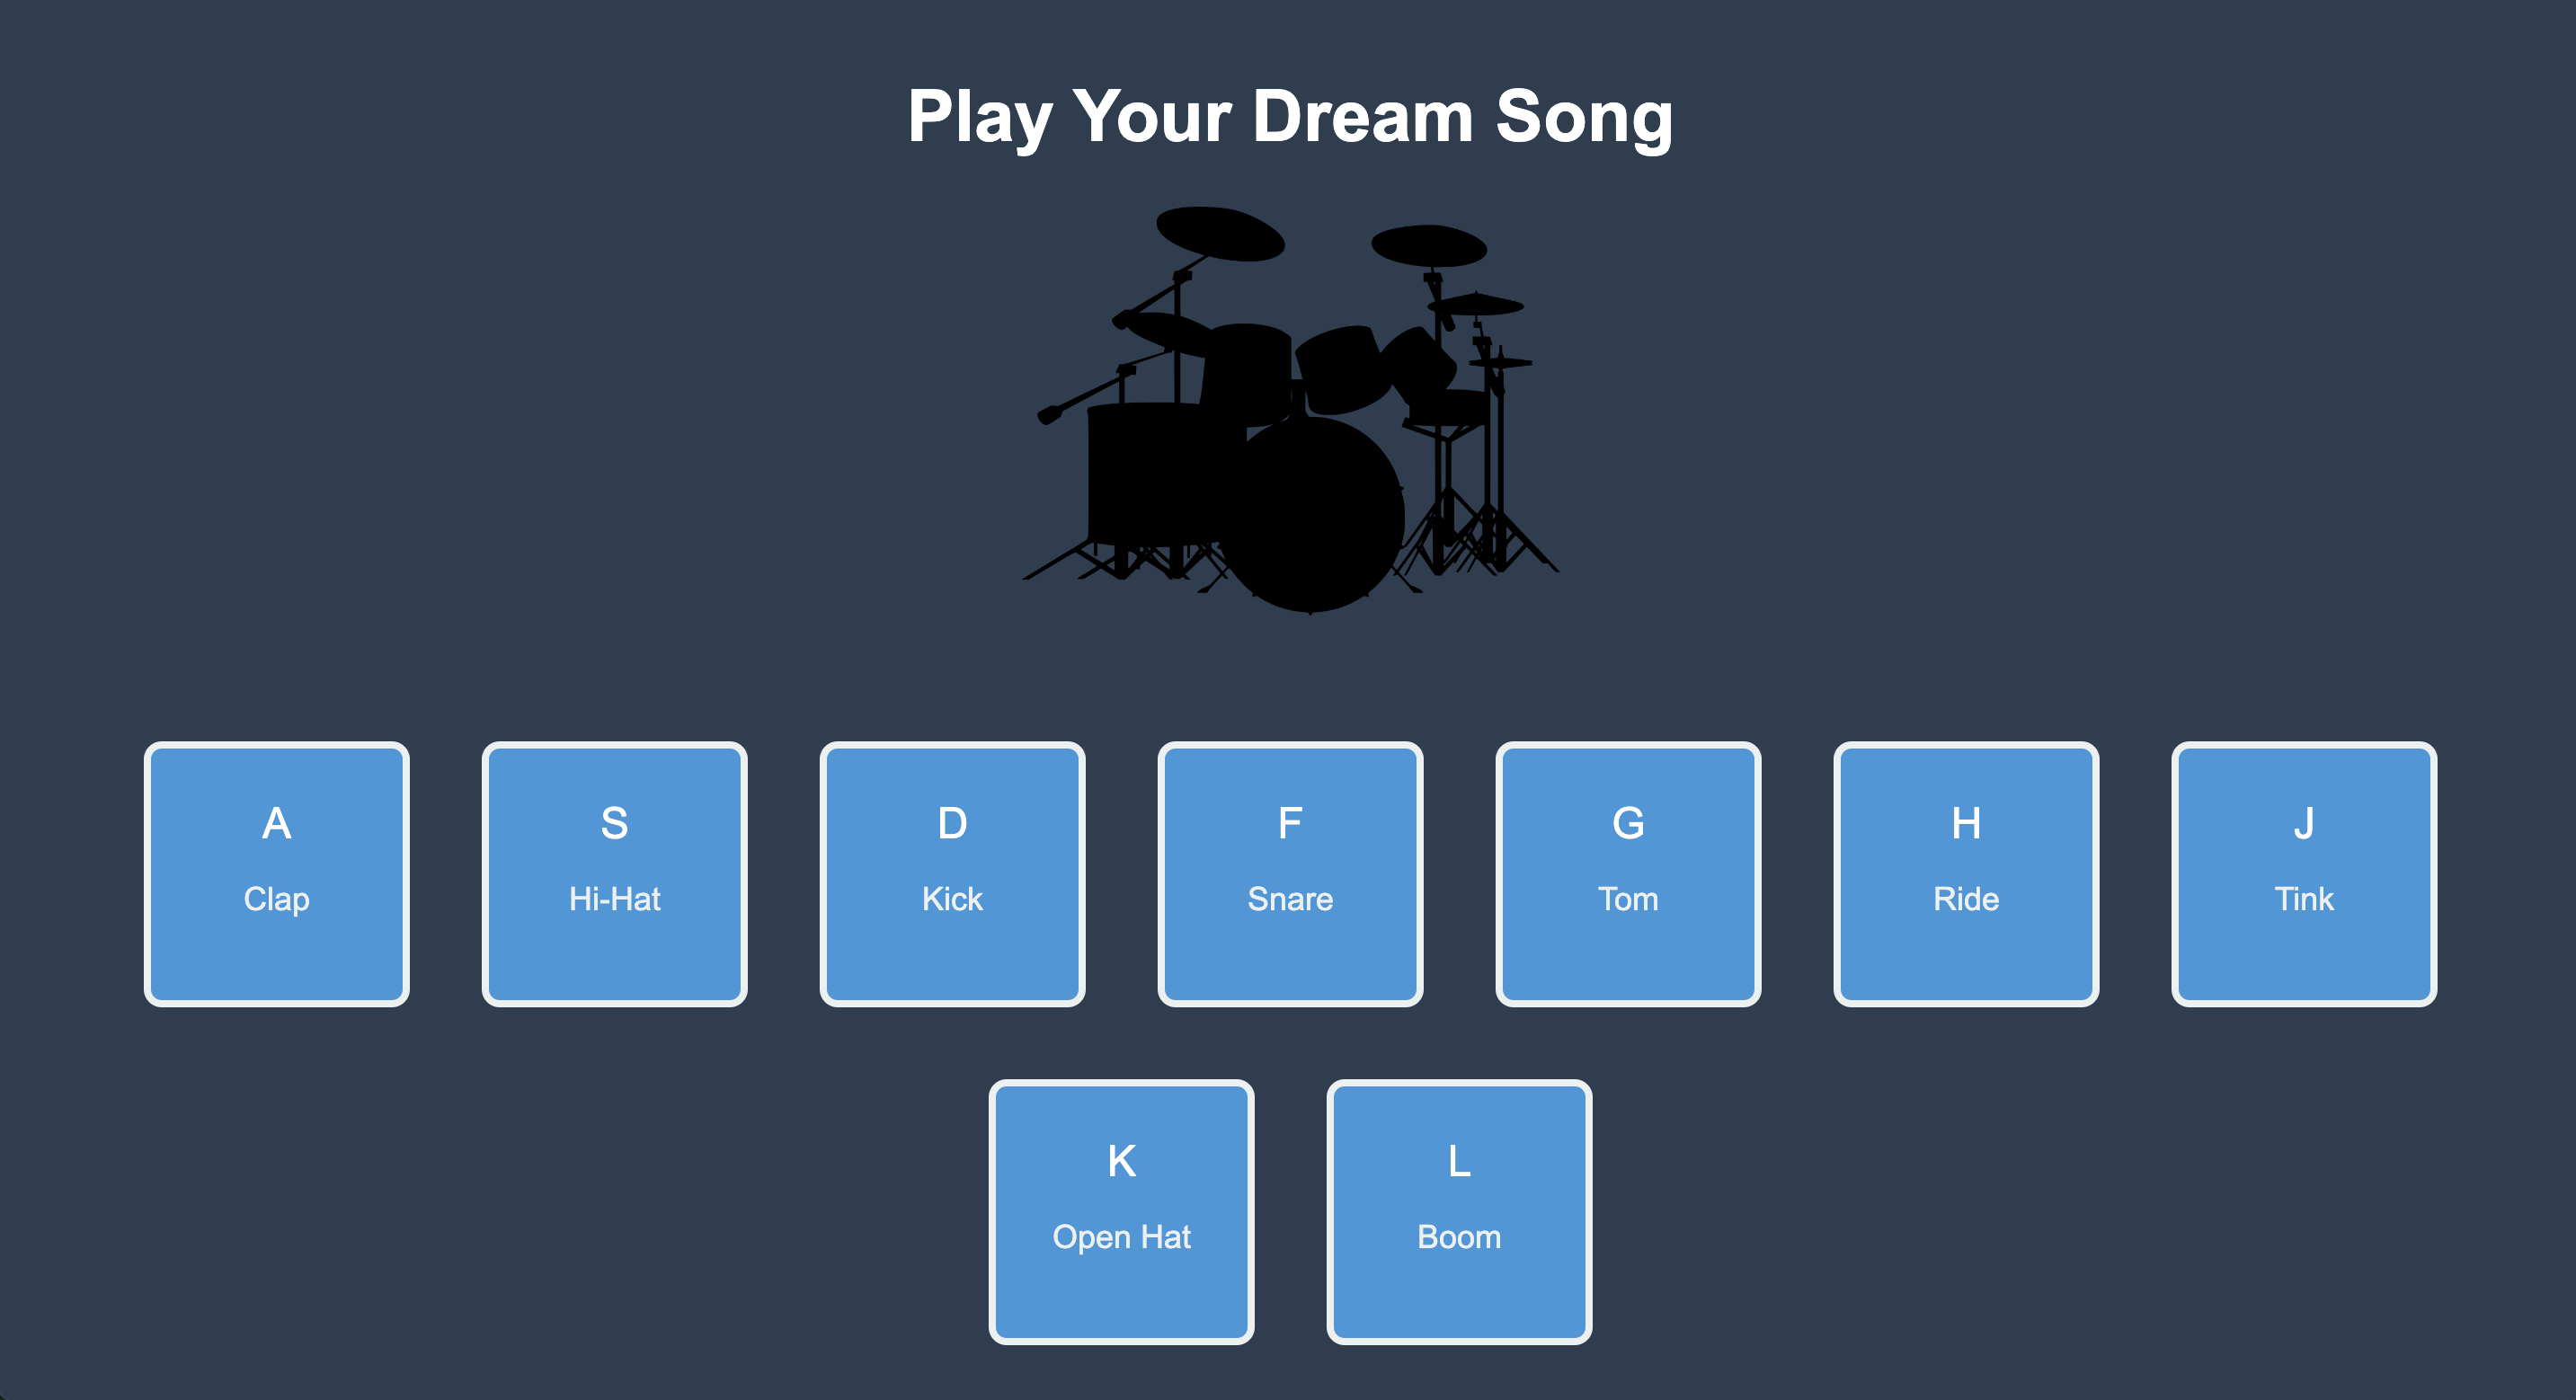 Play Your Dream Song
A
Clap
S
Hi-Hat
D
Kick
F
Snare
G
Tom
H
Ride
J
Tink
K
Open Hat
L
Boom